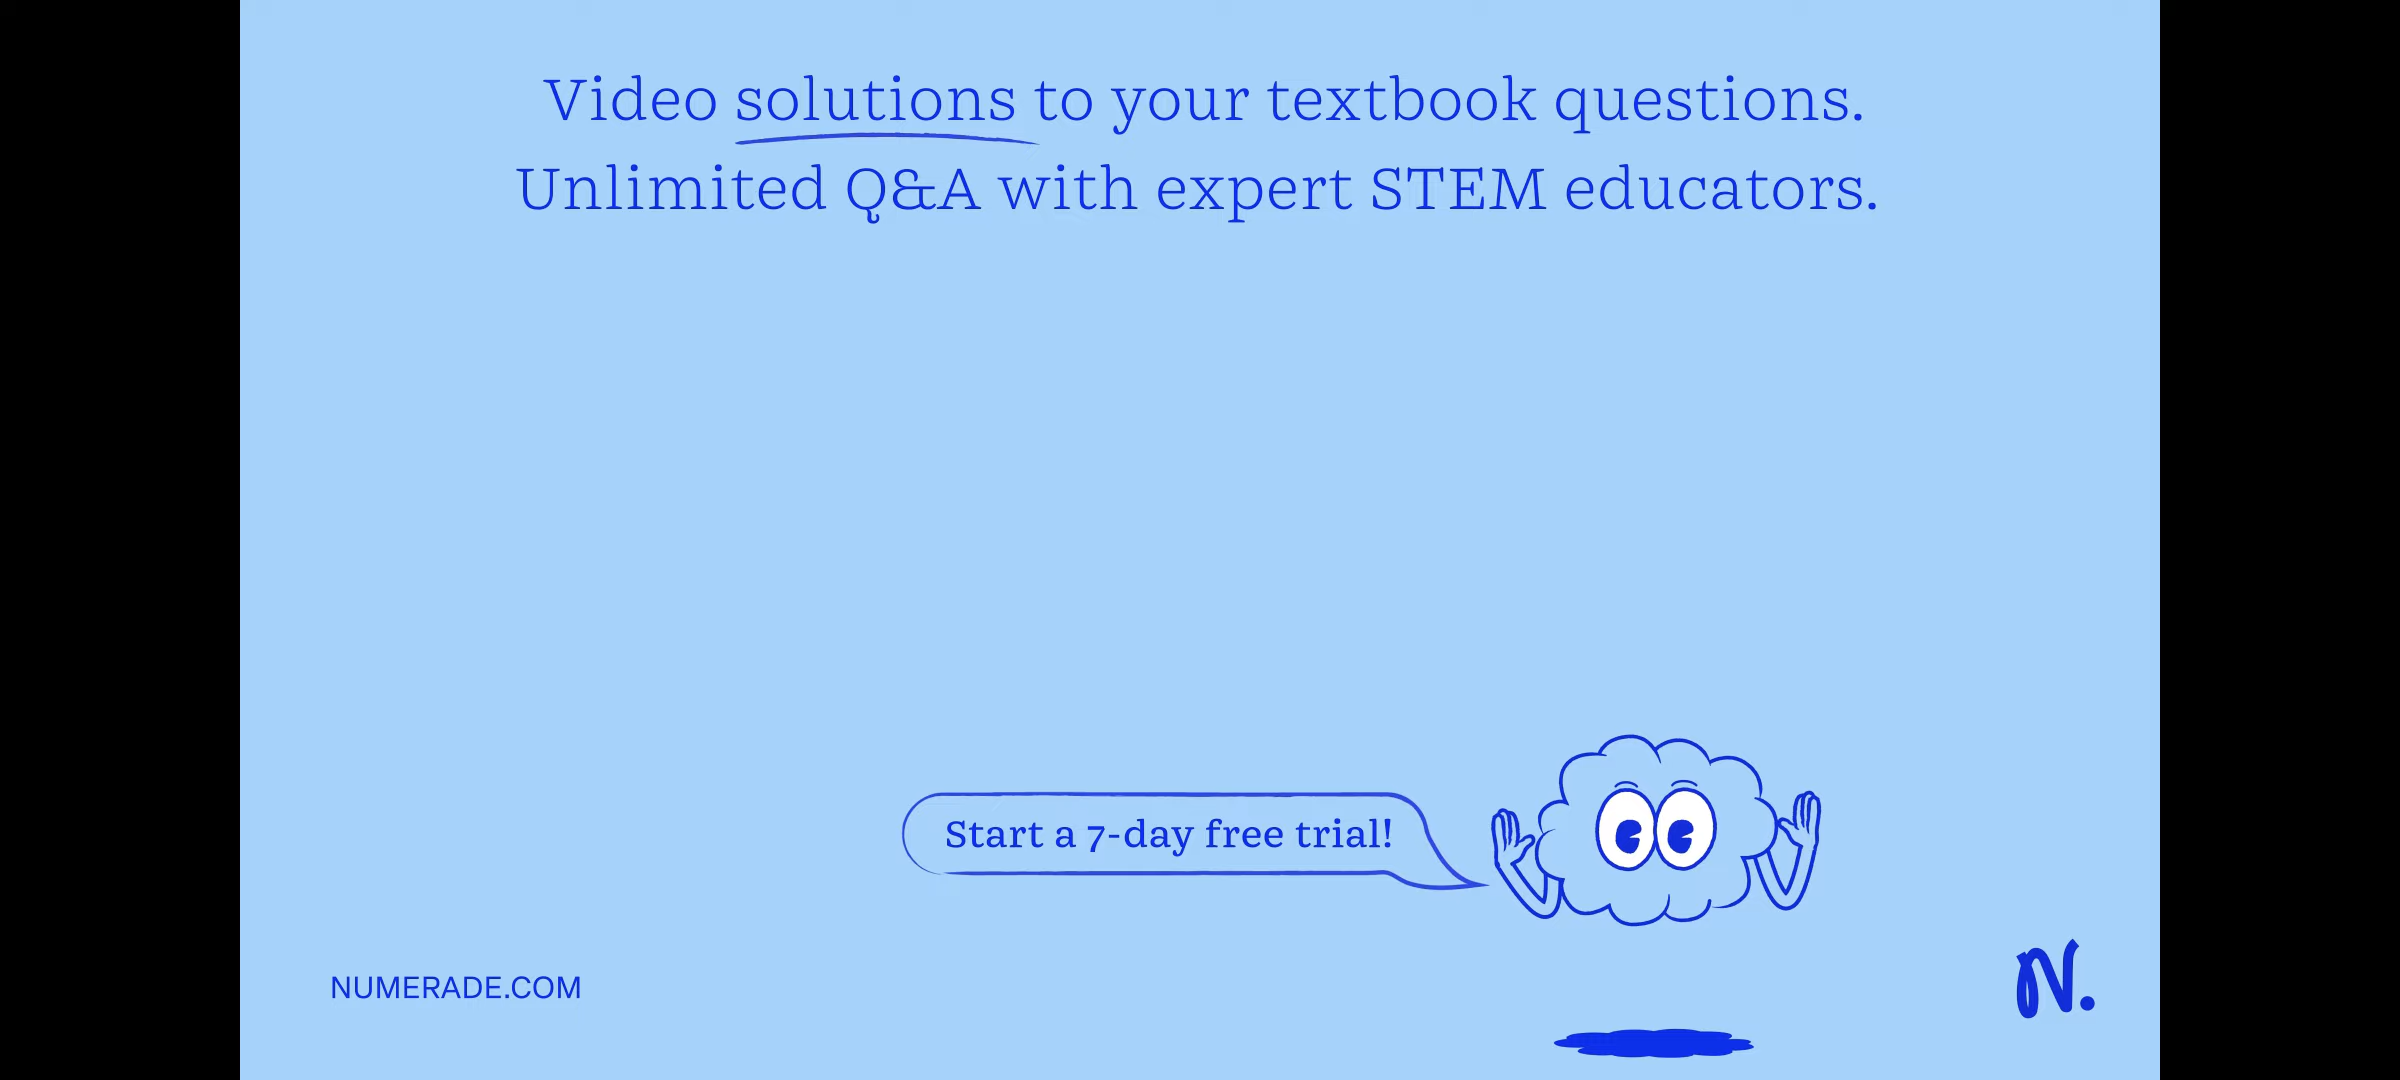 Video solutions to your textbook questions.
Unlimited Q&A with expert STEM educators.
Start a 7-day free trial!
NUMERADE.COM
N.